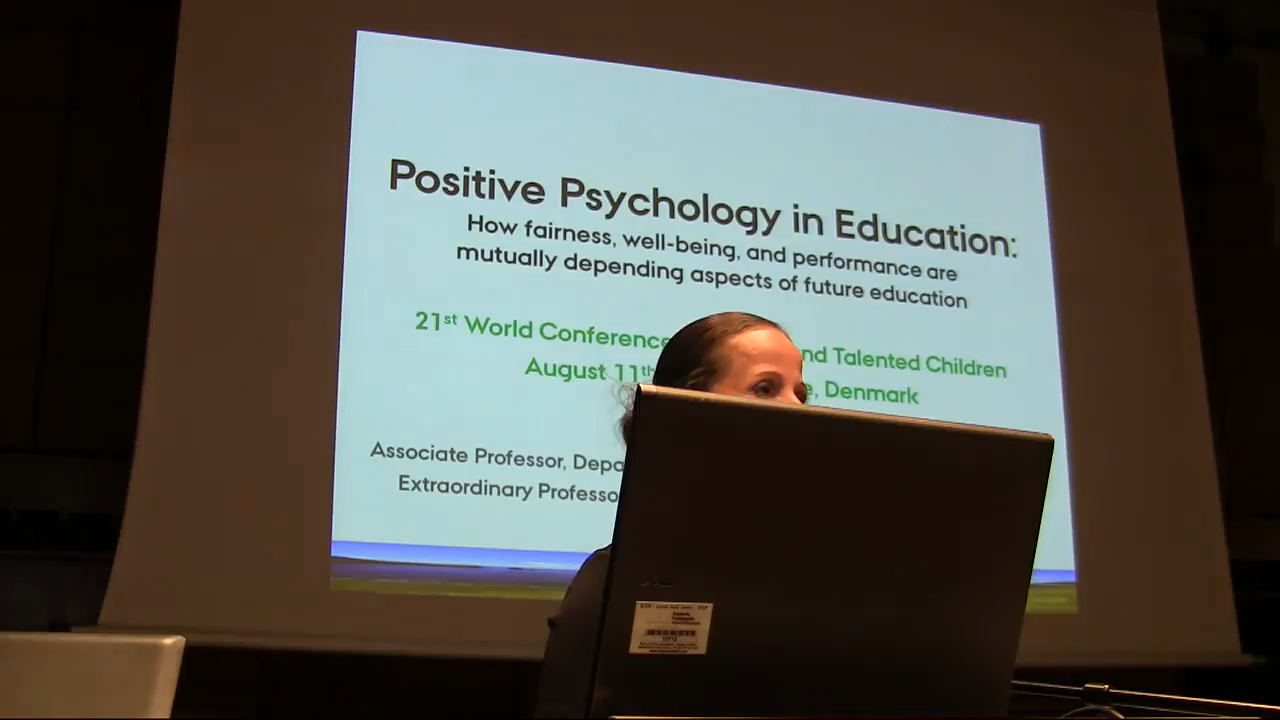 Positive Psychology in Education:
How fairness, well-being, and performance are
mutually depending aspects of future education
21st World Conference nd Talented Children
August 11th , Denmark
Associate Professor, Depa
Extraordinary Professo